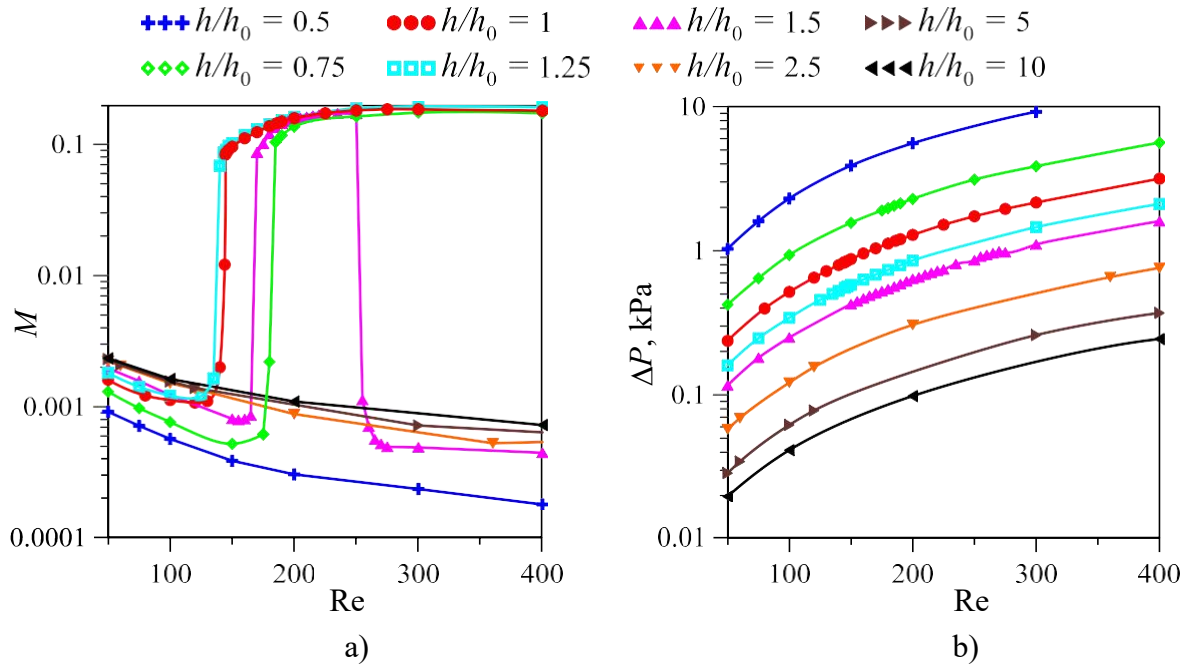 h/h0 = 0.5 h/h0 = 1 h/h0 = 1.5 h/h0 = 5
h/h0 = 0.75 h/h0 = 1.25 h/h0 = 2.5 h/h0 = 10
0.1
0.01
0.001
0.0001
M
100 200 300 400
Re
a)
10
1
0.1
0.01
ΔP, kPa
100 200 300 400
Re
b)